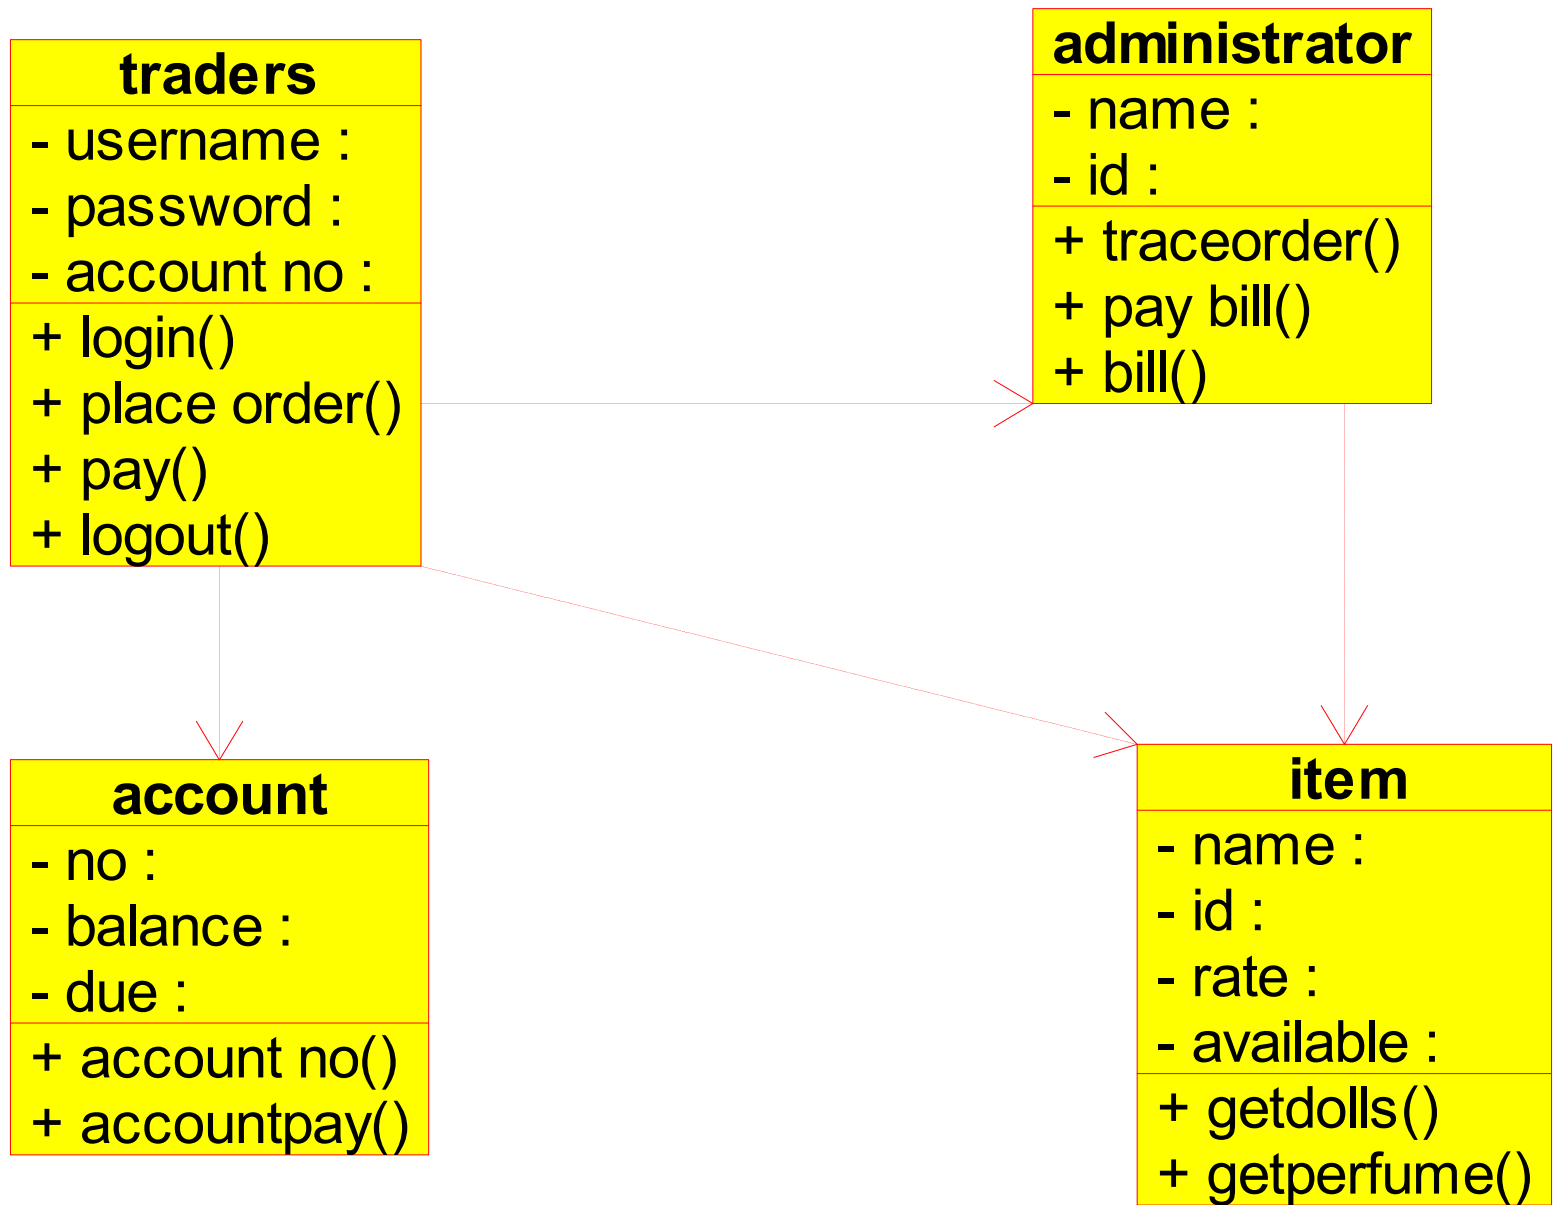 traders
- username :
- password :
- account no :
+ login()
+ place order()
+ pay()
+ logout()
administrator
- name :
- id :
+ traceorder()
+ pay bill()
+ bill()
account
- no :
- balance :
- due :
+ account no()
+ accountpay()
item
- name :
- id :
- rate :
- available :
+ getdolls()
+ getperfume()